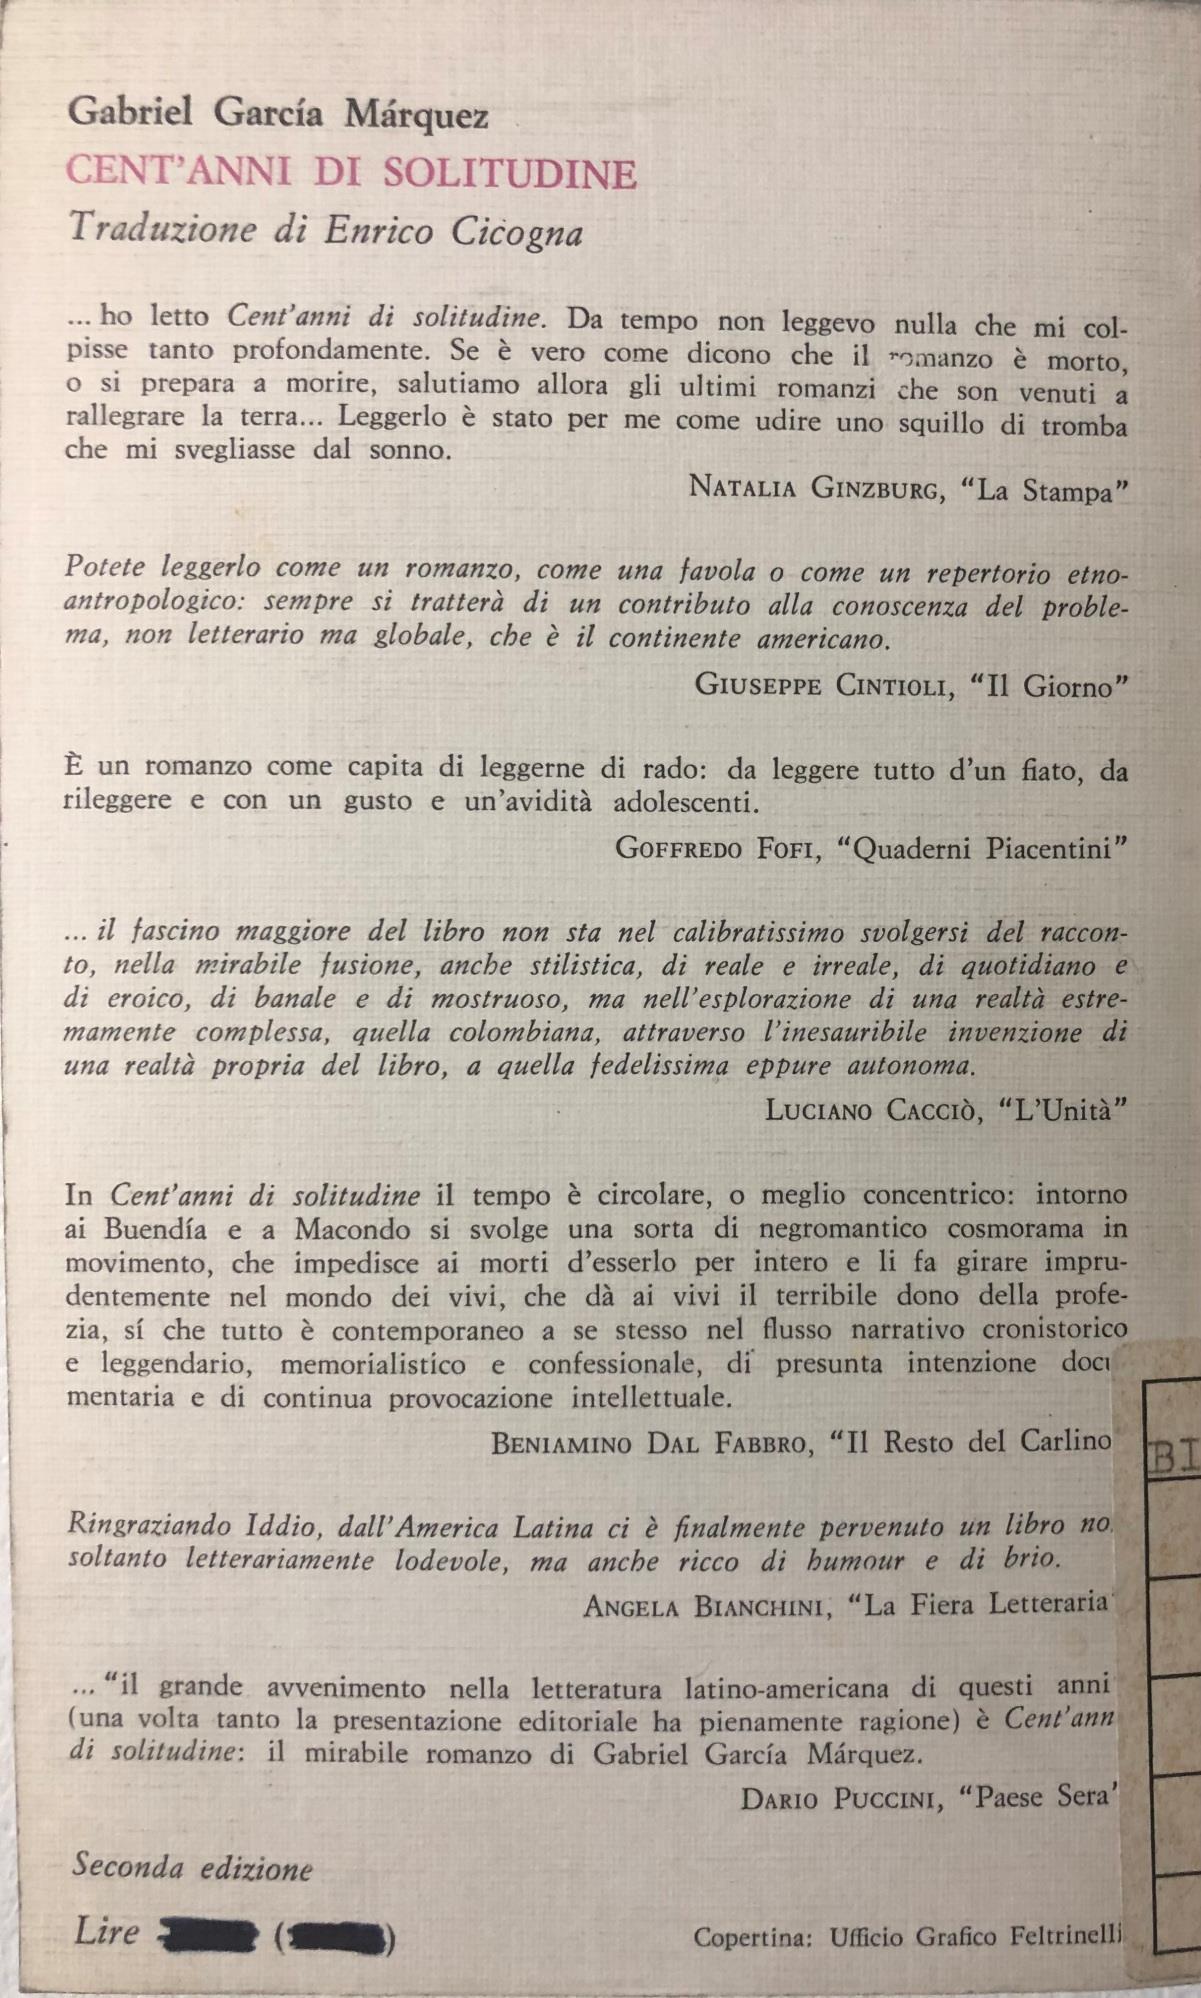 Gabriel García Márquez
CENT'ANNI DI SOLITUDINE
Traduzione di Enrico Cicogna
... ho letto Cent'anni di solitudine. Da tempo non leggevo nulla che mi col-
pisse tanto profondamente. Se è vero come dicono che il romanzo è morto,
o si prepara a morire, salutiamo allora gli ultimi romanzi che son venuti a
rallegrare la terra... Leggerlo è stato per me come udire uno squillo di tromba
che mi svegliasse dal sonno.
NATALIA GINZBURG, “La Stampa”
Potete leggerlo come un romanzo, come una favola o come un repertorio etno-
antropologico: sempre si tratterà di un contributo alla conoscenza del proble-
ma, non letterario ma globale, che è il continente americano.
GIUSEPPE CINTIOLI, “Il Giorno”
È un romanzo come capita di leggerne di rado: da leggere tutto d'un fiato, da
rileggere e con un gusto e un'avidità adolescenti.
GOFFREDO FOFI, “Quaderni Piacentini”
... il fascino maggiore del libro non sta nel calibratissimo svolgersi del raccon-
to, nella mirabile fusione, anche stilistica, di reale e irreale, di quotidiano e
di eroico, di banale e di mostruoso, ma nell'esplorazione di una realtà estre-
mamente complessa, quella colombiana, attraverso l'inesauribile invenzione di
una realtà propria del libro, a quella fedelissima eppure autonoma.
LUCIANO CACCIÒ, “L'Unità”
In Cent'anni di solitudine il tempo è circolare, o meglio concentrico: intorno
ai Buendía e a Macondo si svolge una sorta di negromantico cosmorama in
movimento, che impedisce ai morti d'esserlo per intero e li fa girare impru-
dentemente nel mondo dei vivi, che dà ai vivi il terribile dono della profe-
zia, sí che tutto è contemporaneo a se stesso nel flusso narrativo cronistorico
e leggendario, memorialistico e confessionale, di presunta intenzione docu
mentaria e di continua provocazione intellettuale.
BENIAMINO DAL FABBRO, “Il Resto del Carlino
BI
Ringraziando Iddio, dall'America Latina ci è finalmente pervenuto un libro no
soltanto letterariamente lodevole, ma anche ricco di humour e di brio.
ANGELA BIANCHINI, “La Fiera Letteraria
... “il grande avvenimento nella letteratura latino-americana di questi anni
(una volta tanto la presentazione editoriale ha pienamente ragione) è Cent'ann
di solitudine: il mirabile romanzo di Gabriel García Márquez.
DARIO PUCCINI, “Paese Sera'
Seconda edizione
Lire ( )
Copertina: Ufficio Grafico Feltrinelli